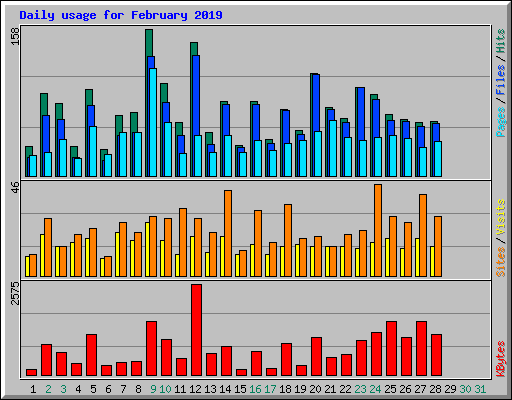 Daily usage for February 2019
158
Pages / Files / Hits
46
Sites / Visits
2575
KBytes
1 2 3 4 5 6 7 8 9 10 11 12 13 14 15 16 17 18 19 20 21 22 23 24 25 26 27 28 29 30 31